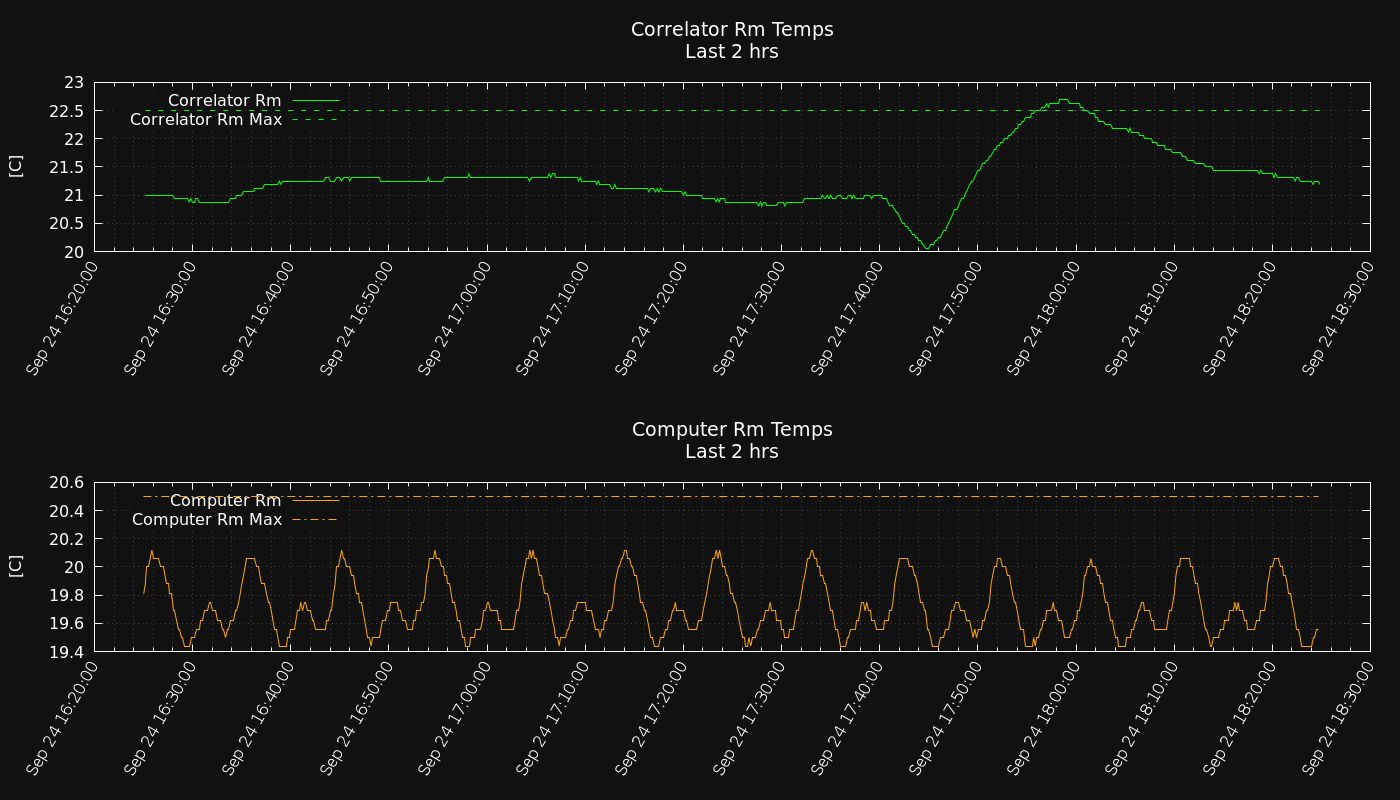 Correlator Rm Temps
Last 2 hrs
23
22.5
22
21.5
21
20.5
20
[C]
Correlator Rm
Correlator Rm Max
Sep 24 16:20:00
Sep 24 16:30:00
Sep 24 16:40:00
Sep 24 16:50:00
Sep 24 17:00:00
Sep 24 17:10:00
Sep 24 17:20:00
Sep 24 17:30:00
Sep 24 17:40:00
Sep 24 17:50:00
Sep 24 18:00:00
Sep 24 18:10:00
Sep 24 18:20:00
Sep 24 18:30:00
Computer Rm Temps
Last 2 hrs
20.6
20.4
20.2
20
19.8
19.6
19.4
[C]
Computer Rm
Computer Rm Max
Sep 24 16:20:00
Sep 24 16:30:00
Sep 24 16:40:00
Sep 24 16:50:00
Sep 24 17:00:00
Sep 24 17:10:00
Sep 24 17:20:00
Sep 24 17:30:00
Sep 24 17:40:00
Sep 24 17:50:00
Sep 24 18:00:00
Sep 24 18:10:00
Sep 24 18:20:00
Sep 24 18:30:00